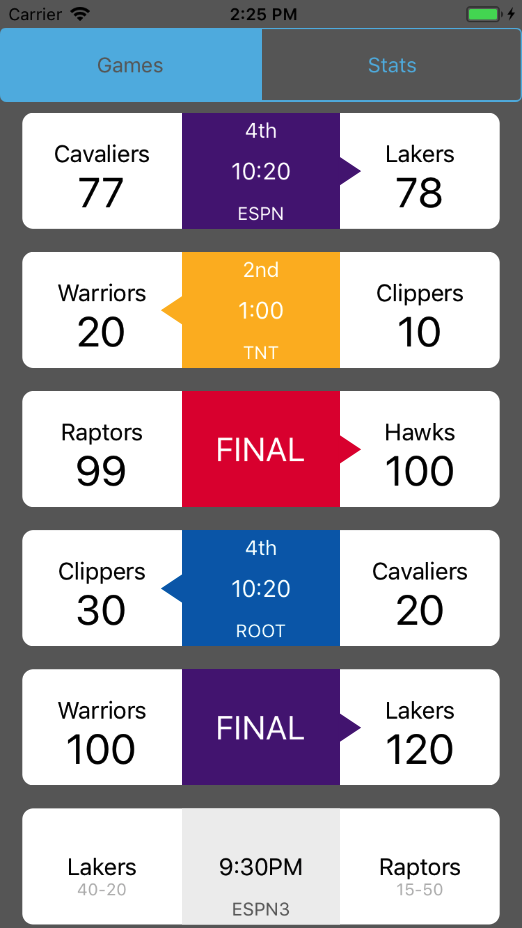 Carrier 2:25 PM
Games Stats
4th
Cavaliers 10:20 Lakers
77 78
ESPN
2nd
Warriors 1:00 Clippers
20 10
TNT
Raptors FINAL Hawks
99 100
4th
Clippers 10:20 Cavaliers
30 20
ROOT
Warriors FINAL Lakers
100 120
Lakers 9:30PM Raptors
40-20 15-50
ESPN3